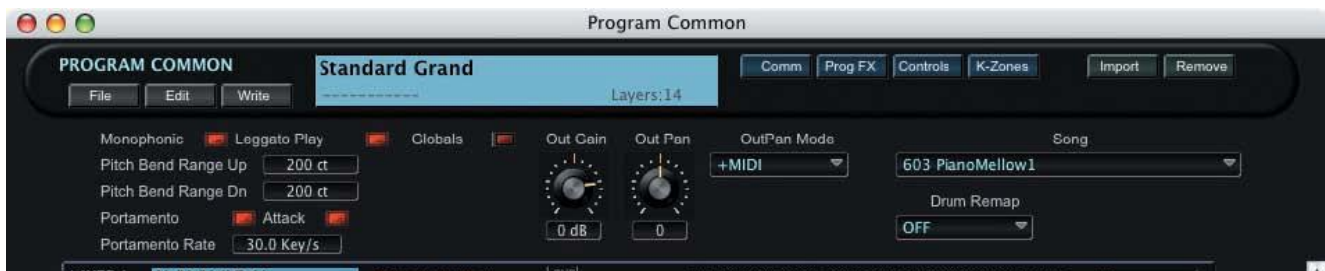 Program Common
PROGRAM COMMON
Standard Grand
Comm Prog FX Controls K-Zones Import Remove
File Edit Write
Layers:14
Monophonic Leggato Play Globals Out Gain Out Pan OutPan Mode Song
Pitch Bend Range Up 200 ct +MIDI 603 PianoMellow1
Pitch Bend Range Dn 200 ct
Drum Remap
Portamento Attack
0 dB 0 OFF
Portamento Rate 30.0 Key/s